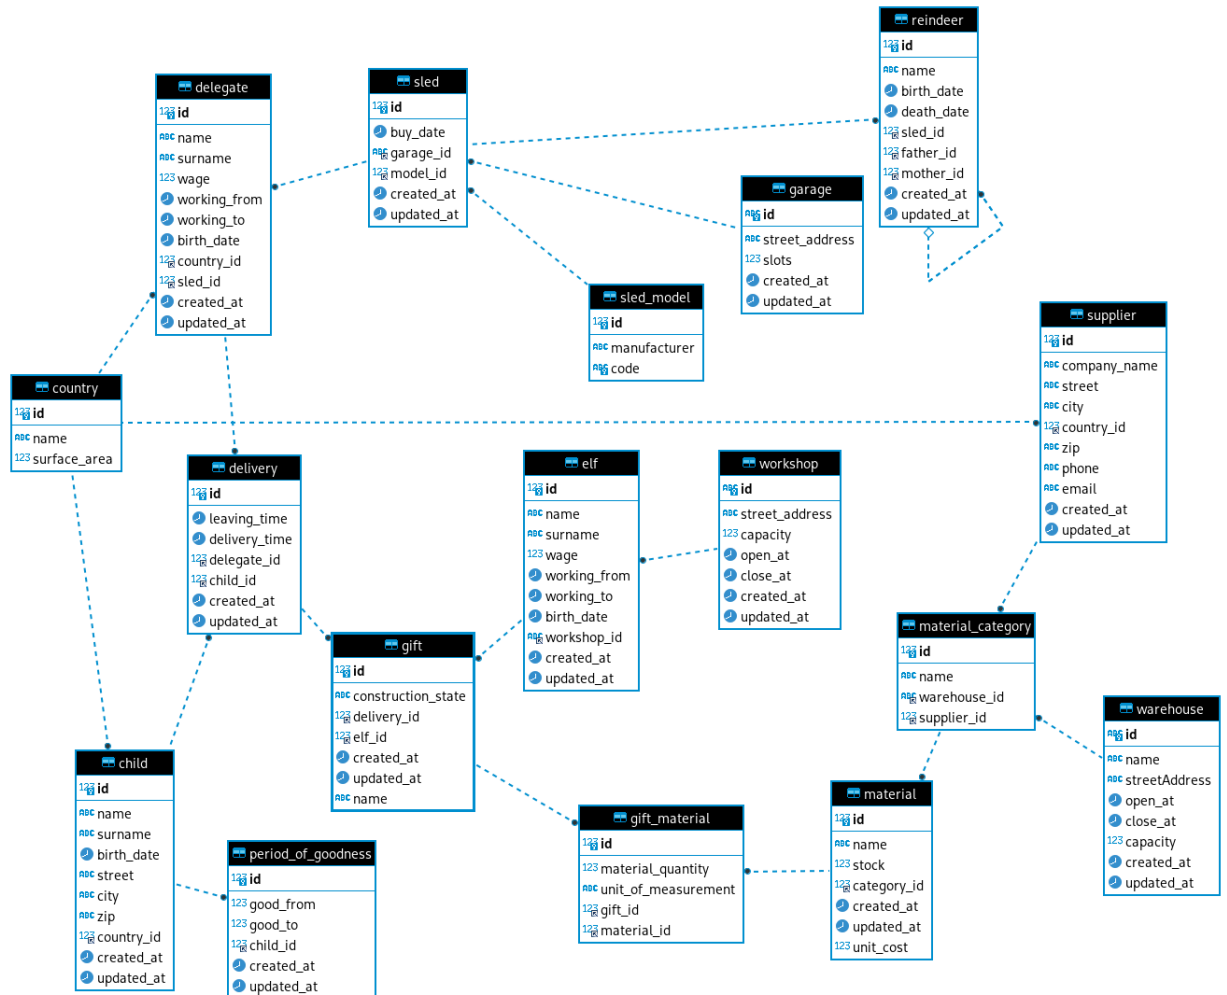 reindeer
id
name
birth_date
death_date
sled_id
father_id
mother_id
created_at
updated_at
sled
id
buy_date
garage_id
model_id
created_at
updated_at
delegate
id
name
surname
wage
working_from
working_to
birth_date
country_id
sled_id
created_at
updated_at
garage
id
street_address
slots
created_at
updated_at
sled_model
id
manufacturer
code
supplier
id
company_name
street
city
country_id
zip
phone
email
created_at
updated_at
country
id
name
surface_area
delivery
id
leaving_time
delivery_time
delegate_id
child_id
created_at
updated_at
elf
id
name
surname
wage
working_from
working_to
birth_date
workshop_id
created_at
updated_at
workshop
id
street_address
capacity
open_at
close_at
created_at
updated_at
gift
id
construction_state
delivery_id
elf_id
created_at
updated_at
name
material_category
id
name
warehouse_id
supplier_id
warehouse
id
name
streetAddress
open_at
close_at
capacity
created_at
updated_at
child
id
name
surname
birth_date
street
city
zip
country_id
created_at
updated_at
period_of_goodness
id
good_from
good_to
child_id
created_at
updated_at
gift_material
id
material_quantity
unit_of_measurement
gift_id
material_id
material
id
name
stock
category_id
created_at
updated_at
unit_cost